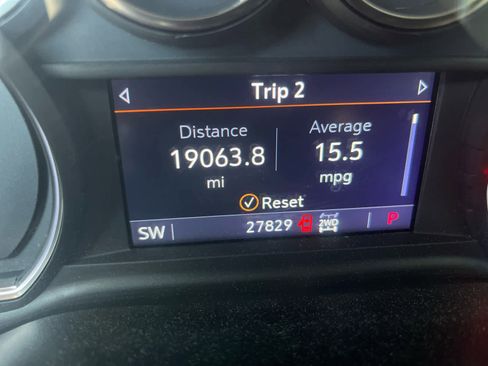 Trip 2
Distance Average
19063.8 15.5
mi mpg
Reset
SW 27829 2WD P